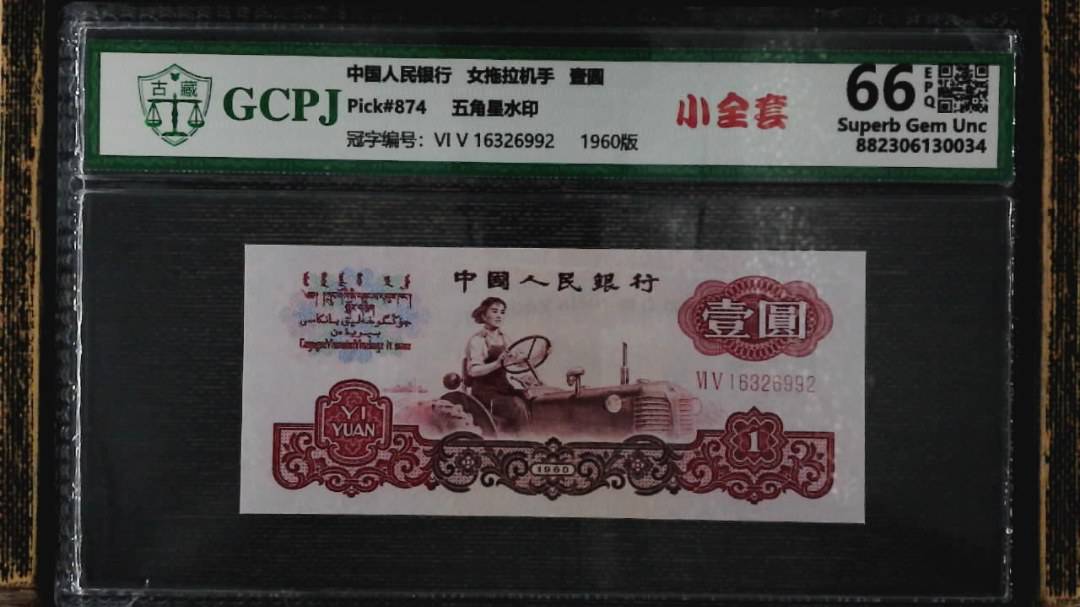 古 藏
GCPJ
中国人民银行 女拖拉机手 壹圆
Pick#874 五角星水印
冠字编号：VI V 16326992 1960版
小全套
66 EPQ
Superb Gem Unc
882306130034
中國人民銀行
壹圓
VI V 16326992
YI
YUAN
1
1960